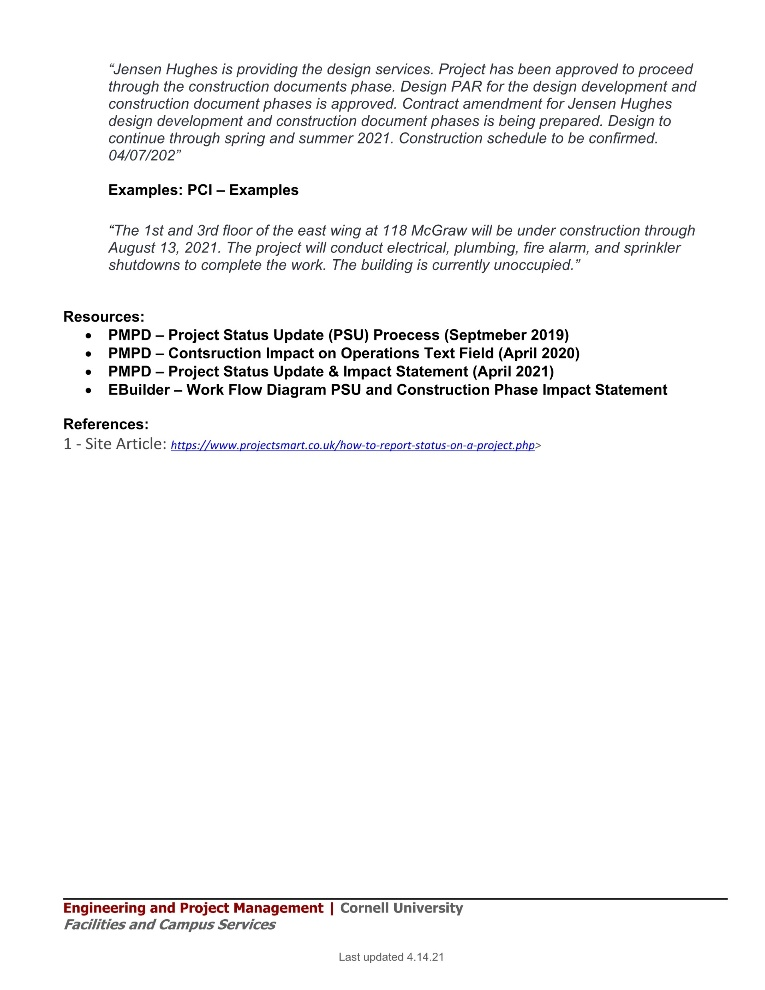 “Jensen Hughes is providing the design services. Project has been approved to proceed
through the construction documents phase. Design PAR for the design development and
construction document phases is approved. Contract amendment for Jensen Hughes
design development and construction document phases is being prepared. Design to
continue through spring and summer 2021. Construction schedule to be confirmed.
04/07/202”
Examples: PCI – Examples
“The 1st and 3rd floor of the east wing at 118 McGraw will be under construction through
August 13, 2021. The project will conduct electrical, plumbing, fire alarm, and sprinkler
shutdowns to complete the work. The building is currently unoccupied.”
Resources:
• PMPD – Project Status Update (PSU) Proecess (Septmeber 2019)
• PMPD – Contsruction Impact on Operations Text Field (April 2020)
• PMPD – Project Status Update & Impact Statement (April 2021)
• EBuilder – Work Flow Diagram PSU and Construction Phase Impact Statement
References:
1 - Site Article: https://www.projectsmart.co.uk/how-to-report-status-on-a-project.php>
Engineering and Project Management | Cornell University
Facilities and Campus Services
Last updated 4.14.21